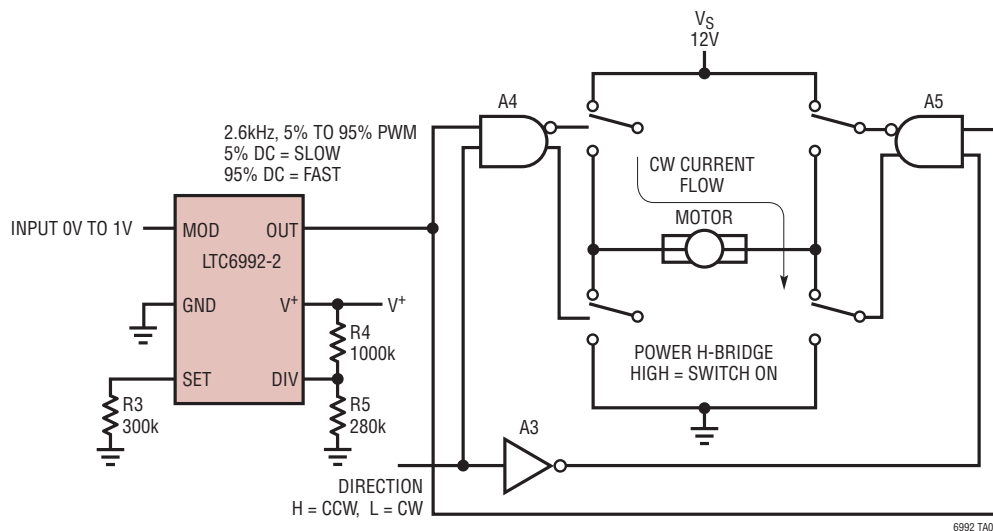 V_S
12V
A4
A5
2.6kHz, 5% TO 95% PWM
5% DC = SLOW
95% DC = FAST
CW CURRENT
FLOW
MOTOR
INPUT 0V TO 1V
MOD
OUT
LTC6992-2
GND
V+
V+
R4
1000k
SET
DIV
R3
300k
R5
280k
POWER H-BRIDGE
HIGH = SWITCH ON
A3
DIRECTION
H = CCW, L = CW
6992 TA0